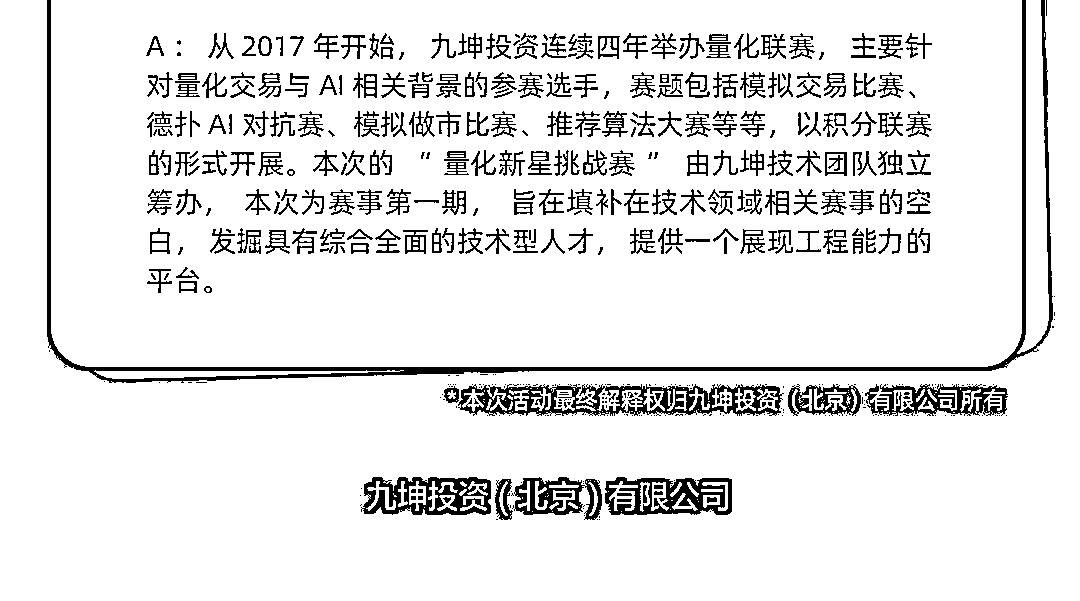 A： 从 2017 年开始， 九坤投资连续四年举办量化联赛， 主要针
对量化交易与 AI 相关背景的参赛选手，赛题包括模拟交易比赛、
德扑 AI 对抗赛、模拟做市比赛、推荐算法大赛等等，以积分联赛
的形式开展。本次的 “ 量化新星挑战赛 ” 由九坤技术团队独立
筹办， 本次为赛事第一期， 旨在填补在技术领域相关赛事的空
白， 发掘具有综合全面的技术型人才， 提供一个展现工程能力的
平台。
*本次活动最终解释权归九坤投资（北京）有限公司所有
九坤投资（北京）有限公司